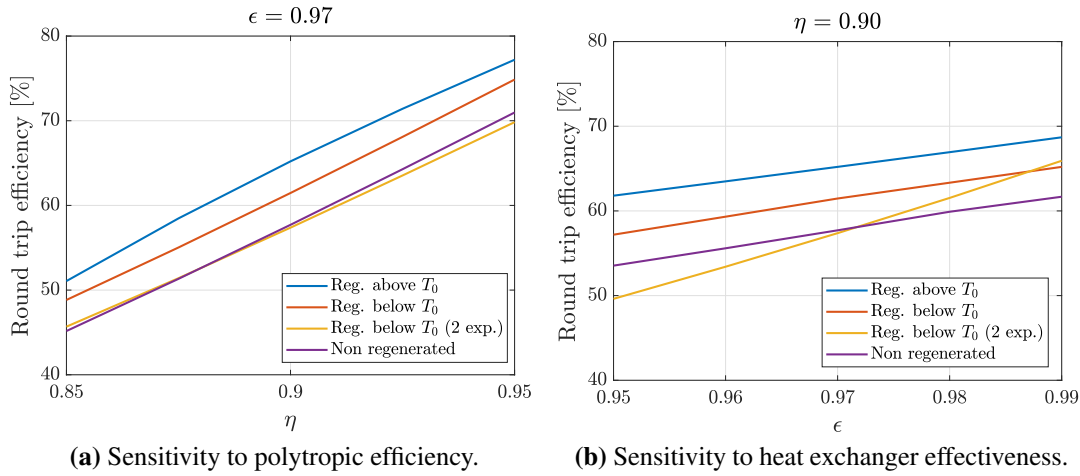 ϵ = 0.97
80
70
60
50
40
Round trip efficiency [%]
0.85
0.9
0.95
η
Reg. above T₀
Reg. below T₀
Reg. below T₀ (2 exp.)
Non regenerated
(a) Sensitivity to polytropic efficiency.
η = 0.90
80
70
60
50
40
Round trip efficiency [%]
0.95
0.96
0.97
0.98
0.99
ϵ
Reg. above T₀
Reg. below T₀
Reg. below T₀ (2 exp.)
Non regenerated
(b) Sensitivity to heat exchanger effectiveness.